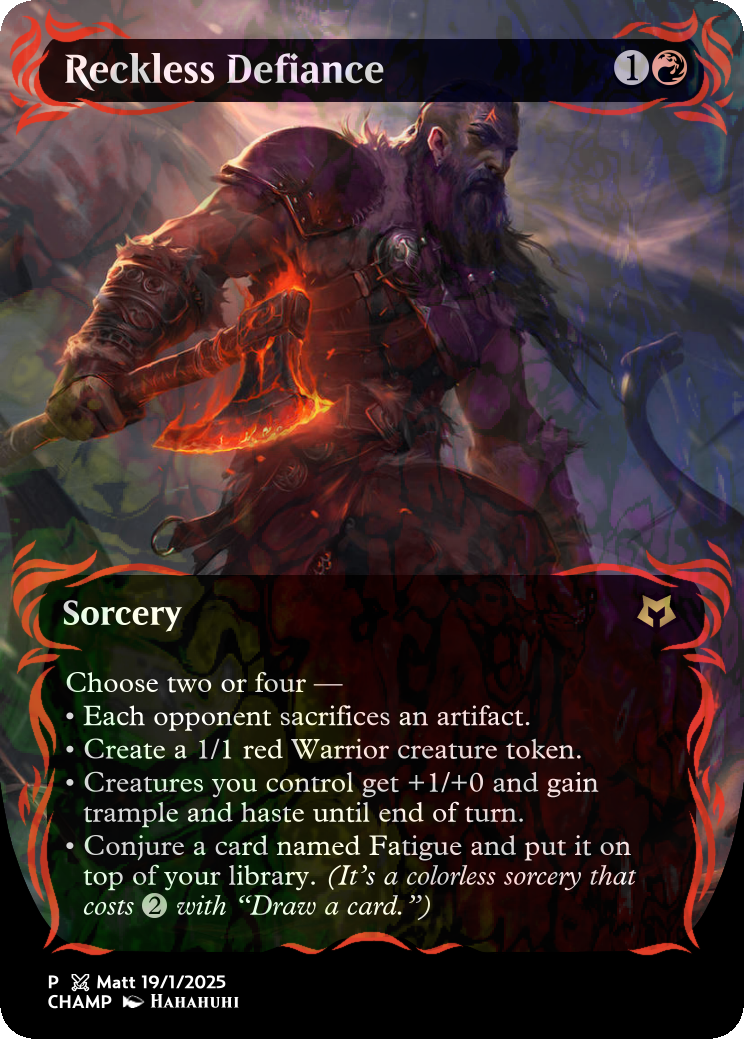 Reckless Defiance 1
Sorcery
Choose two or four —
• Each opponent sacrifices an artifact.
• Create a 1/1 red Warrior creature token.
• Creatures you control get +1/+0 and gain
trample and haste until end of turn.
• Conjure a card named Fatigue and put it on
top of your library. (It's a colorless sorcery that
costs 2 with “Draw a card.”)
P Matt 19/1/2025
CHAMP Hahahuhi